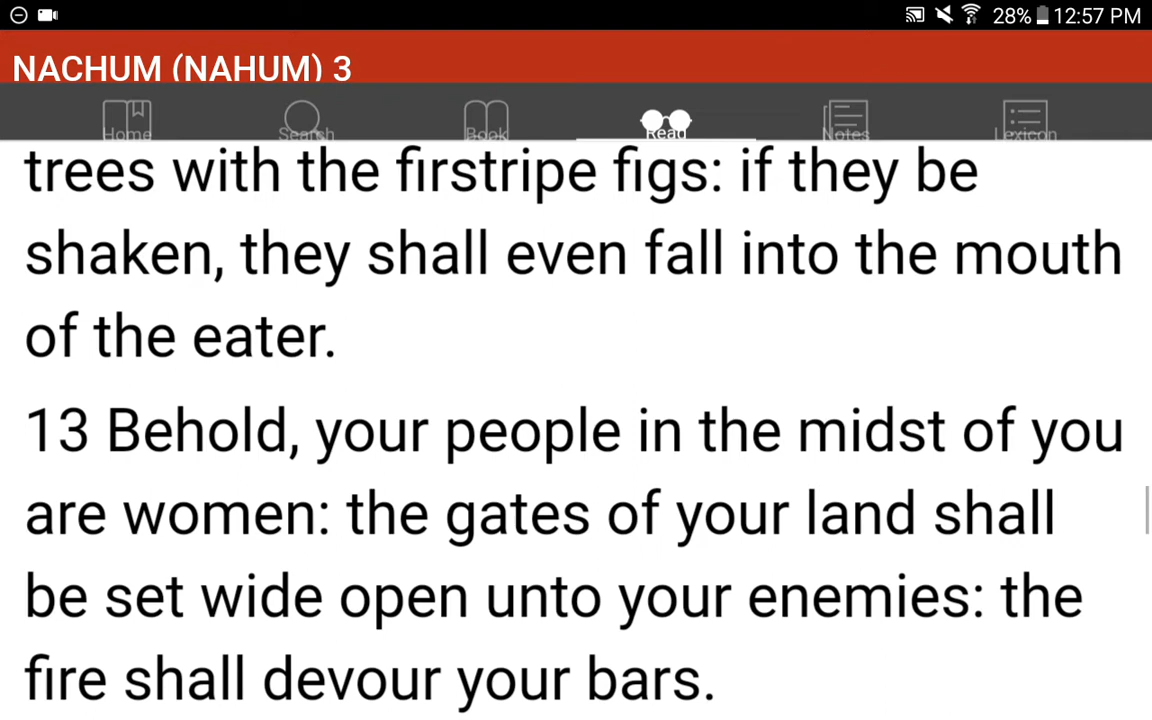 28% 12:57 PM
NACHUM (NAHUM) 3
Home Search Book Read Notes Lexicon
trees with the firstripe figs: if they be
shaken, they shall even fall into the mouth
of the eater.
13 Behold, your people in the midst of you
are women: the gates of your land shall
be set wide open unto your enemies: the
fire shall devour your bars.